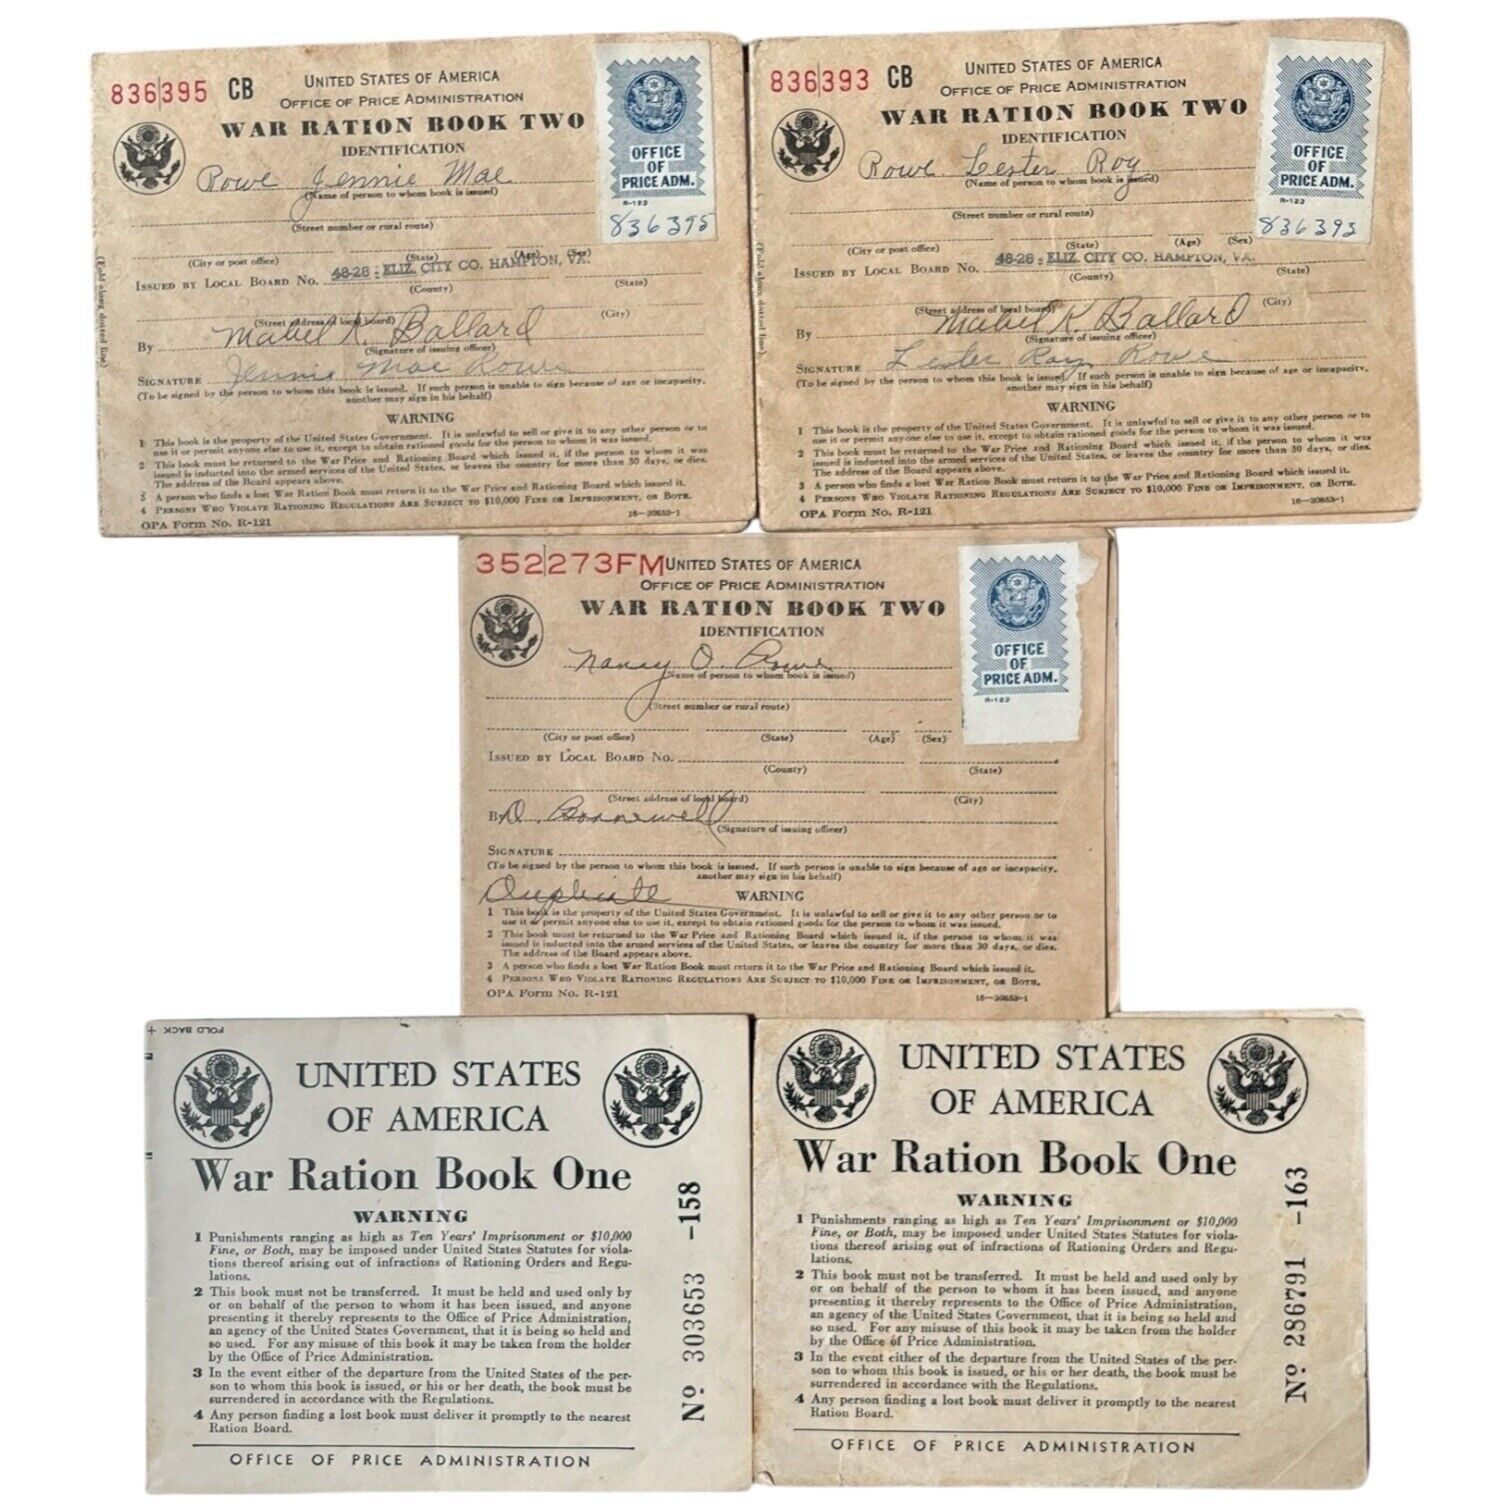 836395 CB
UNITED STATES OF AMERICA
OFFICE OF PRICE ADMINISTRATION
WAR RATION BOOK TWO
IDENTIFICATION
Rowe Jennie Mae
(Name of person to whom book is issued)
(Street number or rural route)
(City or post office) (State) (Age) (Sex)
ISSUED BY LOCAL BOARD No. 48-28 - ELIZ. CITY CO. HAMPTON, VA.
(County) (State)
(Street address of local board) (City)
By Mabel K. Ballard
(Signature of issuing officer)
SIGNATURE Jennie Mae Rowe
(To be signed by the person to whom this book is issued. If such person is unable to sign because of age or incapacity,
another may sign in his behalf)
WARNING
1 This book is the property of the United States Government. It is unlawful to sell or give it to any other person or to
use it or permit anyone else to use it, except to obtain rationed goods for the person to whom it was issued.
2 This book must be returned to the War Price and Rationing Board which issued it, if the person to whom it was
issued is inducted into the armed services of the United States, or leaves the country for more than 30 days, or dies.
The address of the Board appears above.
3 A person who finds a lost War Ration Book must return it to the War Price and Rationing Board which issued it.
4 PERSONS WHO VIOLATE RATIONING REGULATIONS ARE SUBJECT TO $10,000 FINE OR IMPRISONMENT, OR BOTH.
OPA Form No. R-121
16—30853-1
(Fold along dotted line)
OFFICE
OF
PRICE ADM.
R-123
836395
836393 CB
UNITED STATES OF AMERICA
OFFICE OF PRICE ADMINISTRATION
WAR RATION BOOK TWO
IDENTIFICATION
Rowe Lester Roy
(Name of person to whom book is issued)
(Street number or rural route)
(City or post office) (State) (Age) (Sex)
ISSUED BY LOCAL BOARD No. 48-28 - ELIZ. CITY CO. HAMPTON, VA.
(County) (State)
(Street address of local board) (City)
By Mabel K. Ballard
(Signature of issuing officer)
SIGNATURE Lester Roy Rowe
(To be signed by the person to whom this book is issued. If such person is unable to sign because of age or incapacity,
another may sign in his behalf)
WARNING
1 This book is the property of the United States Government. It is unlawful to sell or give it to any other person or to
use it or permit anyone else to use it, except to obtain rationed goods for the person to whom it was issued.
2 This book must be returned to the War Price and Rationing Board which issued it, if the person to whom it was
issued is inducted into the armed services of the United States, or leaves the country for more than 30 days, or dies.
The address of the Board appears above.
3 A person who finds a lost War Ration Book must return it to the War Price and Rationing Board which issued it.
4 PERSONS WHO VIOLATE RATIONING REGULATIONS ARE SUBJECT TO $10,000 FINE OR IMPRISONMENT, OR BOTH.
OPA Form No. R-121
16—30853-1
(Fold along dotted line)
OFFICE
OF
PRICE ADM.
R-123
836393
352273FM
UNITED STATES OF AMERICA
OFFICE OF PRICE ADMINISTRATION
WAR RATION BOOK TWO
IDENTIFICATION
Nancy O. Rowe
(Name of person to whom book is issued)
(Street number or rural route)
(City or post office) (State) (Age) (Sex)
ISSUED BY LOCAL BOARD No.
(County) (State)
(Street address of local board) (City)
By D. Bonnewell
(Signature of issuing officer)
SIGNATURE
(To be signed by the person to whom this book is issued. If such person is unable to sign because of age or incapacity,
another may sign in his behalf)
Duplicate
WARNING
1 This book is the property of the United States Government. It is unlawful to sell or give it to any other person or to
use it or permit anyone else to use it, except to obtain rationed goods for the person to whom it was issued.
2 This book must be returned to the War Price and Rationing Board which issued it, if the person to whom it was
issued is inducted into the armed services of the United States, or leaves the country for more than 30 days, or dies.
The address of the Board appears above.
3 A person who finds a lost War Ration Book must return it to the War Price and Rationing Board which issued it.
4 PERSONS WHO VIOLATE RATIONING REGULATIONS ARE SUBJECT TO $10,000 FINE OR IMPRISONMENT, OR BOTH.
OPA Form No. R-121
16—30853-1
OFFICE
OF
PRICE ADM.
R-123
FOLD BACK
UNITED STATES
OF AMERICA
War Ration Book One
WARNING
1 Punishments ranging as high as Ten Years' Imprisonment or $10,000
Fine, or Both, may be imposed under United States Statutes for viola-
tions thereof arising out of infractions of Rationing Orders and Regu-
lations.
2 This book must not be transferred. It must be held and used only by
or on behalf of the person to whom it has been issued, and anyone
presenting it thereby represents to the Office of Price Administration,
an agency of the United States Government, that it is being so held and
so used. For any misuse of this book it may be taken from the holder
by the Office of Price Administration.
3 In the event either of the departure from the United States of the per-
son to whom this book is issued, or his or her death, the book must be
surrendered in accordance with the Regulations.
4 Any person finding a lost book must deliver it promptly to the nearest
Ration Board.
OFFICE OF PRICE ADMINISTRATION
Nº 303653 -158
UNITED STATES
OF AMERICA
War Ration Book One
WARNING
1 Punishments ranging as high as Ten Years' Imprisonment or $10,000
Fine, or Both, may be imposed under United States Statutes for viola-
tions thereof arising out of infractions of Rationing Orders and Regu-
lations.
2 This book must not be transferred. It must be held and used only by
or on behalf of the person to whom it has been issued, and anyone
presenting it thereby represents to the Office of Price Administration,
an agency of the United States Government, that it is being so held and
so used. For any misuse of this book it may be taken from the holder
by the Office of Price Administration.
3 In the event either of the departure from the United States of the per-
son to whom this book is issued, or his or her death, the book must be
surrendered in accordance with the Regulations.
4 Any person finding a lost book must deliver it promptly to the nearest
Ration Board.
OFFICE OF PRICE ADMINISTRATION
Nº 286791 -163